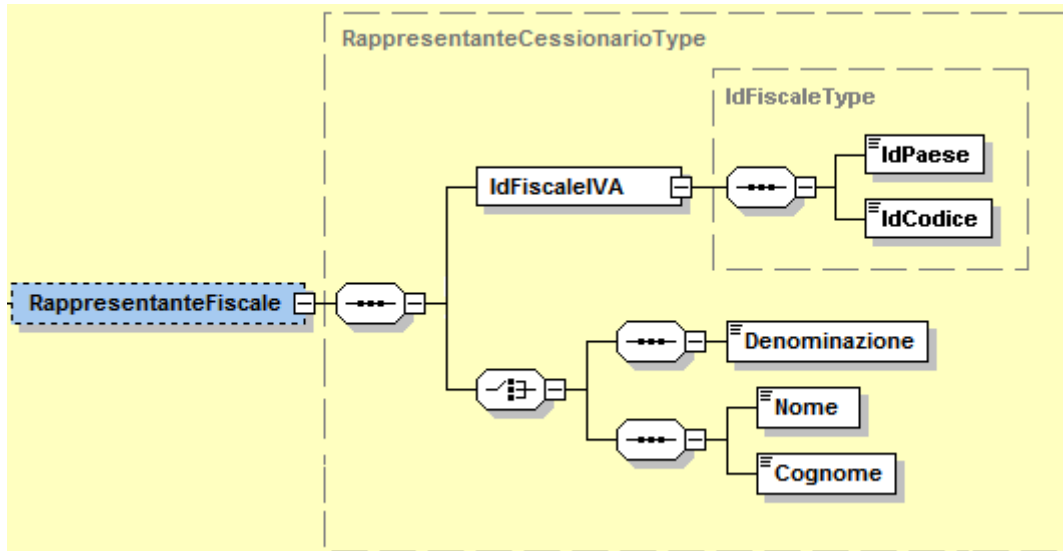 RappresentanteCessionarioType
IdFiscaleType
IdPaese
IdFiscaleIVA
IdCodice
RappresentanteFiscale
Denominazione
Nome
Cognome